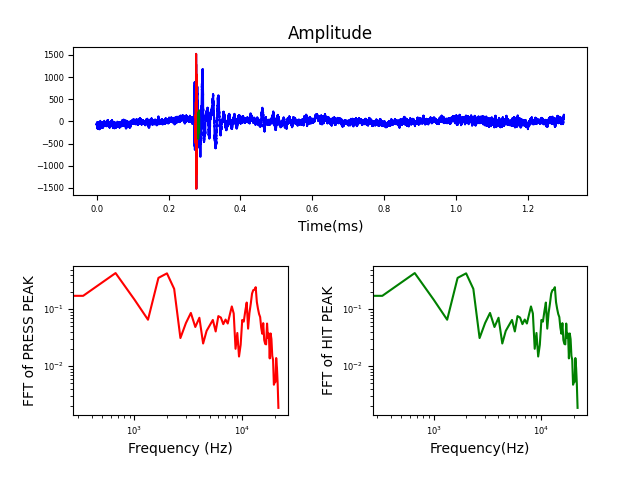 Amplitude
1500
1000
500
0
−500
−1000
−1500
0.0 0.2 0.4 0.6 0.8 1.0 1.2
Time(ms)
FFT of PRESS PEAK
10⁻¹
10⁻²
10³ 10⁴
Frequency (Hz)
FFT of HIT PEAK
10⁻¹
10⁻²
10³ 10⁴
Frequency(Hz)